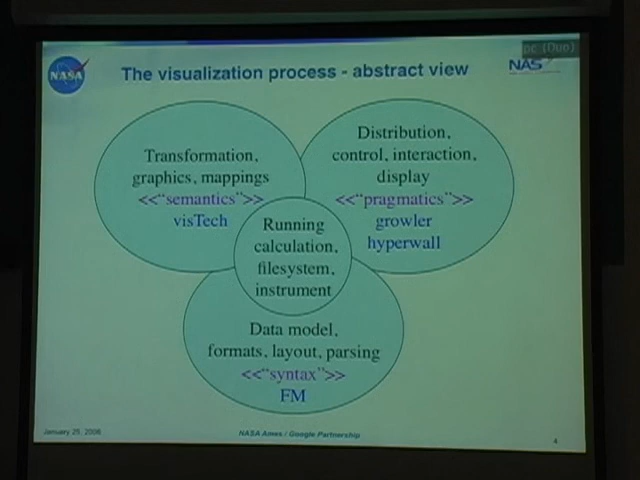 pc (Duo)
NASA
The visualization process - abstract view
NAS
Transformation,
graphics, mappings
<<"semantics">>
visTech
Distribution,
control, interaction,
display
<<"pragmatics">>
growler
hyperwall
Running
calculation,
filesystem,
instrument
Data model,
formats, layout, parsing
<<"syntax">>
FM
January 25, 2006
NASA Ames / Google Partnership
4